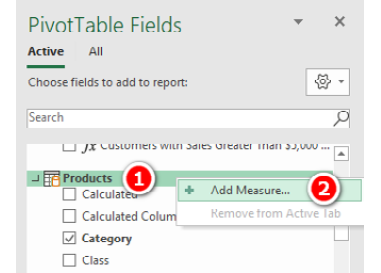 PivotTable Fields
Active All
Choose fields to add to report:
Search
fx Customers with Sales Greater Than $5,000 ...
Products 1
Add Measure... 2
Calculated
Remove from Active Tab
Calculated Colum
Category
Class